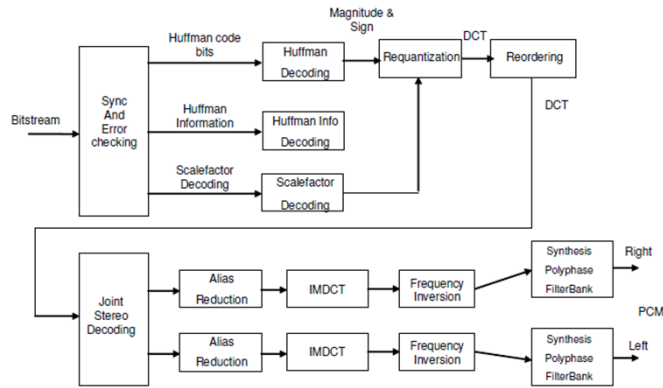 Magnitude &
Sign
Huffman code
bits
DCT
Huffman
Decoding
Requantization
Reordering
DCT
Sync
And
Error
checking
Bitstream
Huffman
Information
Huffman Info
Decoding
Scalefactor
Decoding
Scalefactor
Decoding
Joint
Stereo
Decoding
Alias
Reduction
IMDCT
Frequency
Inversion
Synthesis
Polyphase
FilterBank
Right
PCM
Alias
Reduction
IMDCT
Frequency
Inversion
Synthesis
Polyphase
FilterBank
Left